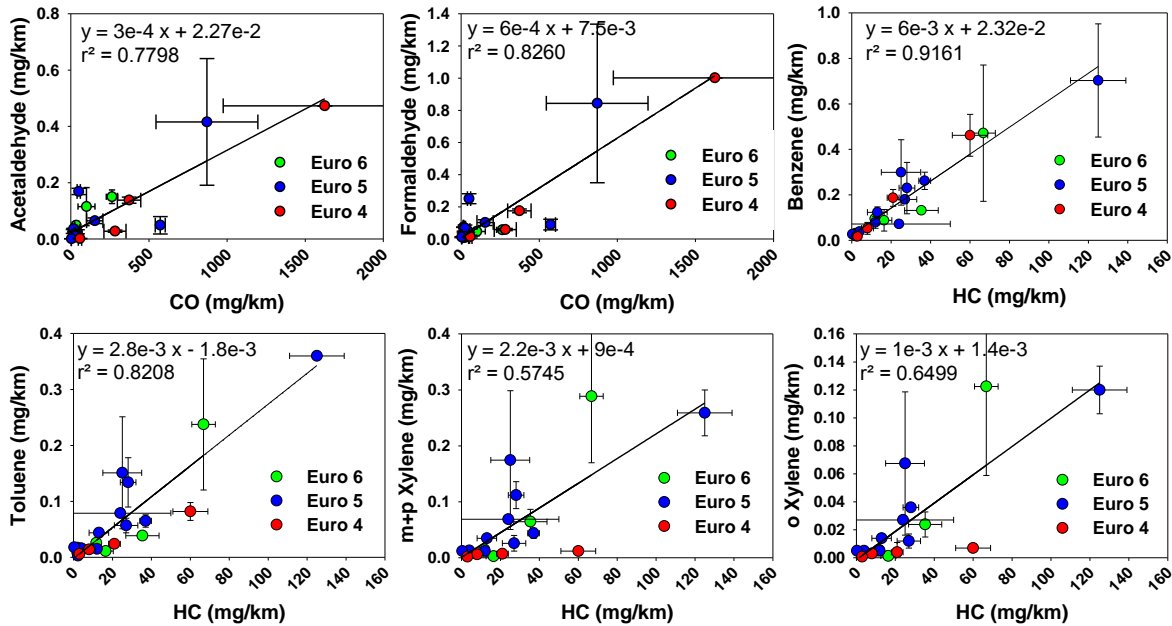 y = 3e-4 x + 2.27e-2
r² = 0.7798
Acetaldehyde (mg/km)
0.8
0.6
0.4
0.2
0.0
Euro 6
Euro 5
Euro 4
0
500
1000
1500
2000
CO (mg/km)
y = 6e-4 x + 7.5e-3
r² = 0.8260
Formaldehyde (mg/km)
1.4
1.2
1.0
0.8
0.6
0.4
0.2
0.0
Euro 6
Euro 5
Euro 4
0
500
1000
1500
2000
CO (mg/km)
y = 6e-3 x + 2.32e-2
r² = 0.9161
Benzene (mg/km)
1.0
0.8
0.6
0.4
0.2
0.0
Euro 6
Euro 5
Euro 4
0
20
40
60
80
100
120
140
160
HC (mg/km)
y = 2.8e-3 x - 1.8e-3
r² = 0.8208
Toluene (mg/km)
0.4
0.3
0.2
0.1
0.0
Euro 6
Euro 5
Euro 4
0
20
40
60
80
100
120
140
160
HC (mg/km)
y = 2.2e-3 x + 9e-4
r² = 0.5745
m+p Xylene (mg/km)
0.4
0.3
0.2
0.1
0.0
Euro 6
Euro 5
Euro 4
0
20
40
60
80
100
120
140
160
HC (mg/km)
y = 1e-3 x + 1.4e-3
r² = 0.6499
o Xylene (mg/km)
0.16
0.14
0.12
0.10
0.08
0.06
0.04
0.02
0.00
Euro 6
Euro 5
Euro 4
0
20
40
60
80
100
120
140
160
HC (mg/km)